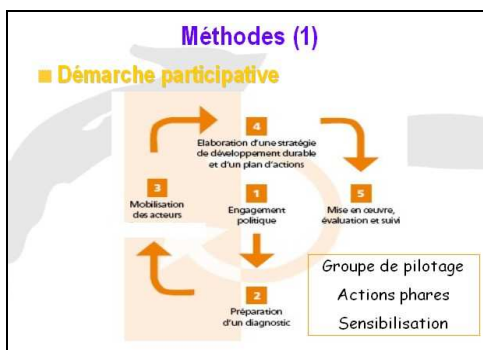 Méthodes (1)
Démarche participative
4
Elaboration d'une stratégie
de développement durable
et d'un plan d'actions
3
Mobilisation
des acteurs
1
Engagement
politique
5
Mise en œuvre,
évaluation et suivi
2
Préparation
d'un diagnostic
Groupe de pilotage
Actions phares
Sensibilisation